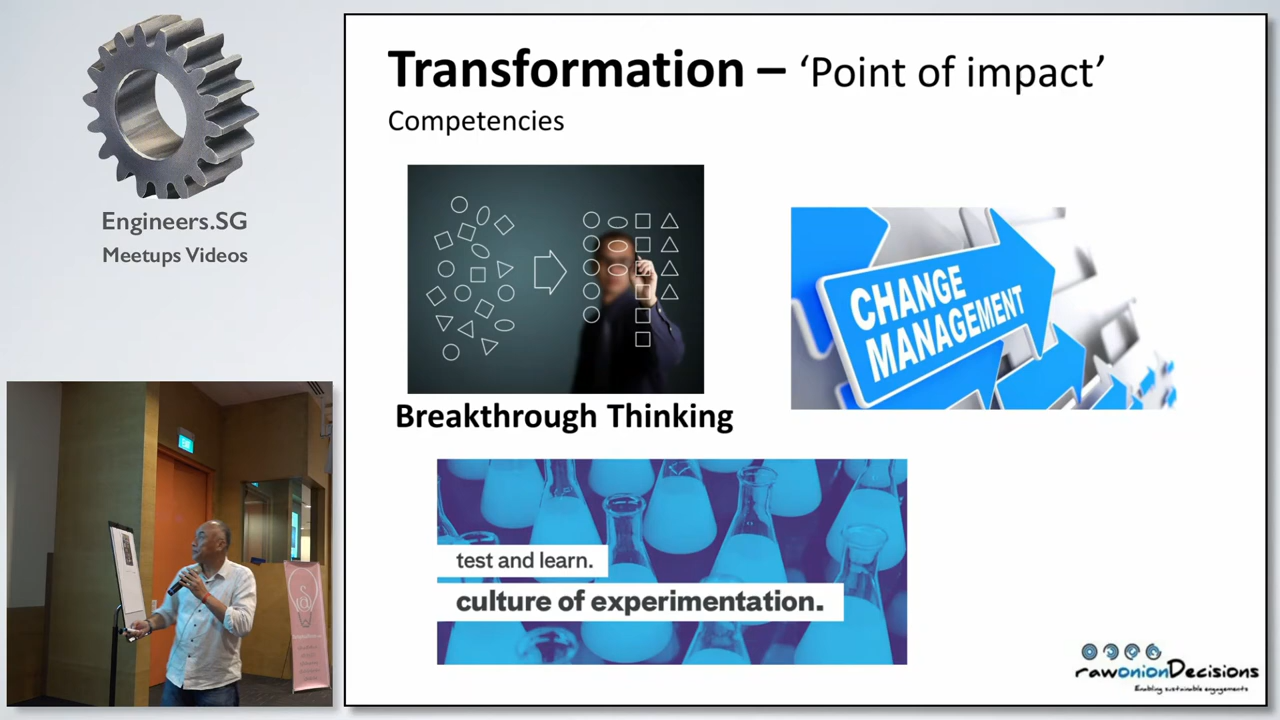 Engineers.SG
Meetups Videos
Transformation – ‘Point of impact’
Competencies
CHANGE
MANAGEMENT
Breakthrough Thinking
test and learn.
culture of experimentation.
rawonionDecisions
Enabling sustainable engagements